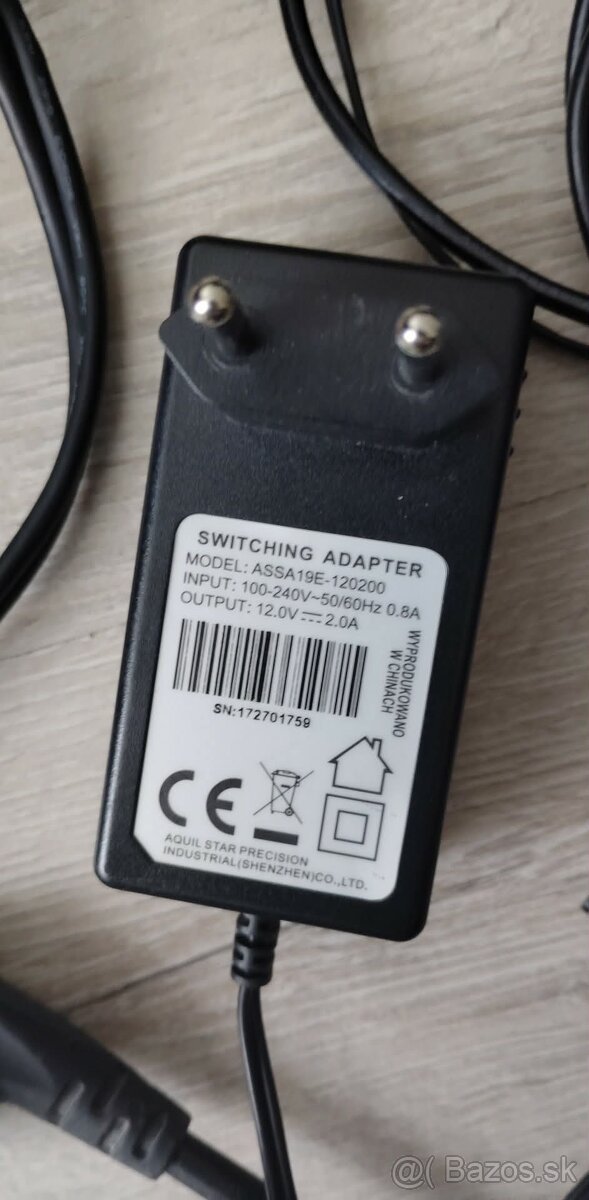 SWITCHING ADAPTER
MODEL: ASSA19E-120200
INPUT: 100-240V~50/60Hz 0.8A
OUTPUT: 12.0V⎓2.0A
WYPRODUKOWANO
W CHINACH
SN:172701759
CE
AQUIL STAR PRECISION
INDUSTRIAL(SHENZHEN)CO.,LTD.
@( Bazos.sk